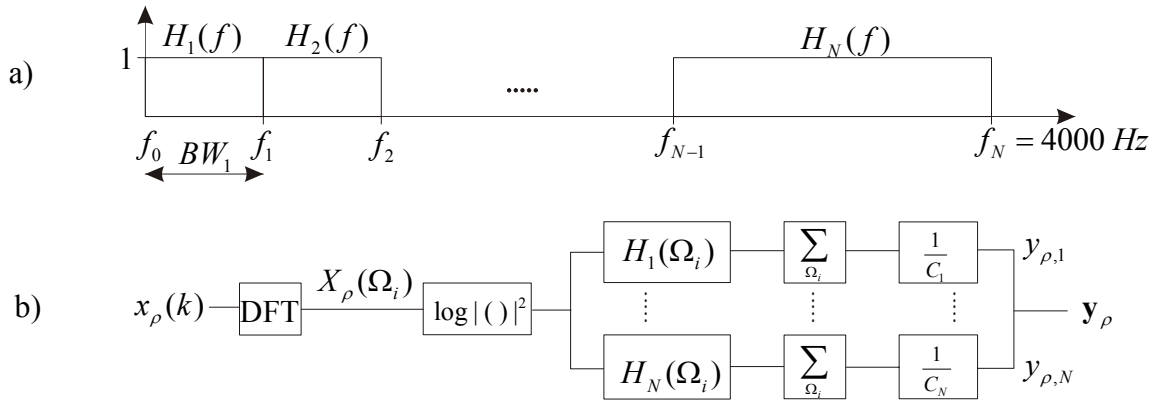 a)
H_1(f) H_2(f) H_N(f)
1
.....
f_0 f_1 f_2 f_{N-1} f_N = 4000 Hz
BW_1
b)
x_ρ(k) DFT X_ρ(Ω_i) log|()|^2
H_1(Ω_i) ∑_{Ω_i} 1/C_1 y_{ρ,1}
y_ρ
H_N(Ω_i) ∑_{Ω_i} 1/C_N y_{ρ,N}